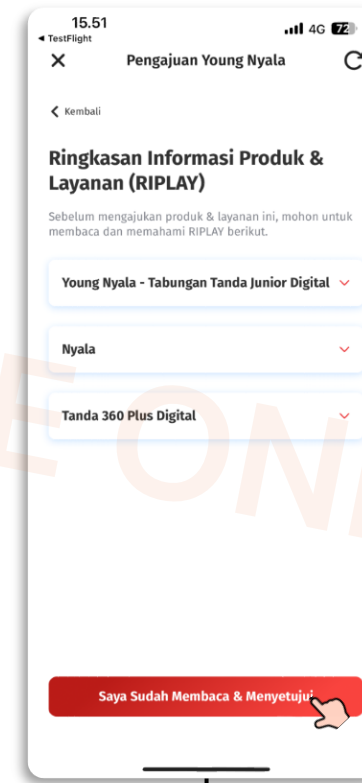 15.51
TestFlight
4G 72
Pengajuan Young Nyala
Kembali
Ringkasan Informasi Produk &
Layanan (RIPLAY)
Sebelum mengajukan produk & layanan ini, mohon untuk
membaca dan memahami RIPLAY berikut.
Young Nyala - Tabungan Tanda Junior Digital
Nyala
Tanda 360 Plus Digital
Saya Sudah Membaca & Menyetujui